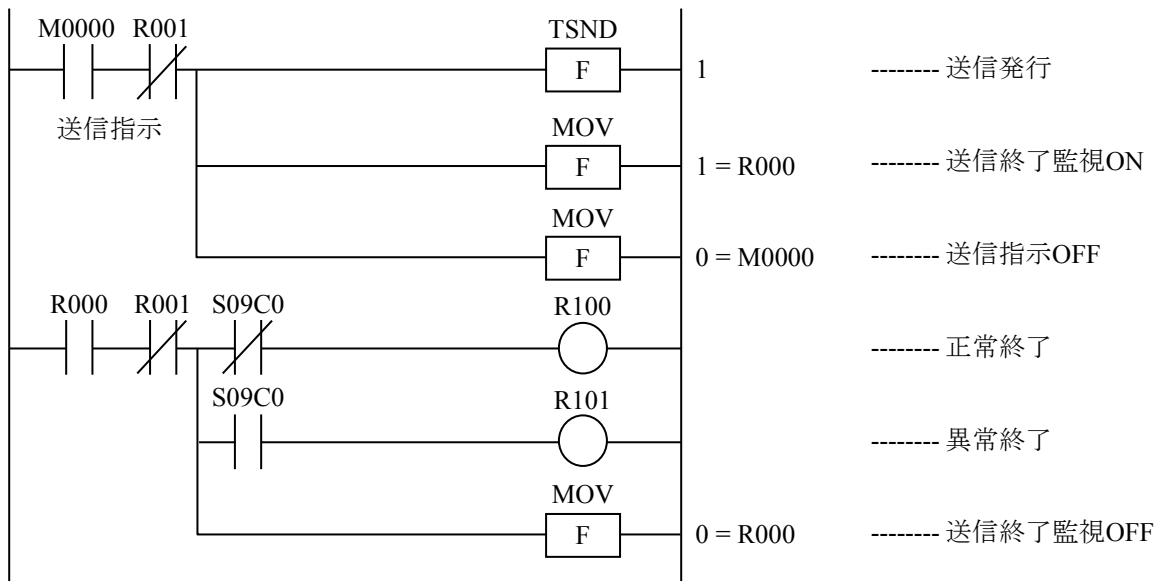 M0000 R001 TSND
F 1 -------- 送信発行
送信指示
MOV
F 1 = R000 -------- 送信終了監視ON
MOV
F 0 = M0000 -------- 送信指示OFF
R000 R001 S09C0 R100
-------- 正常終了
S09C0 R101
-------- 異常終了
MOV
F 0 = R000 -------- 送信終了監視OFF